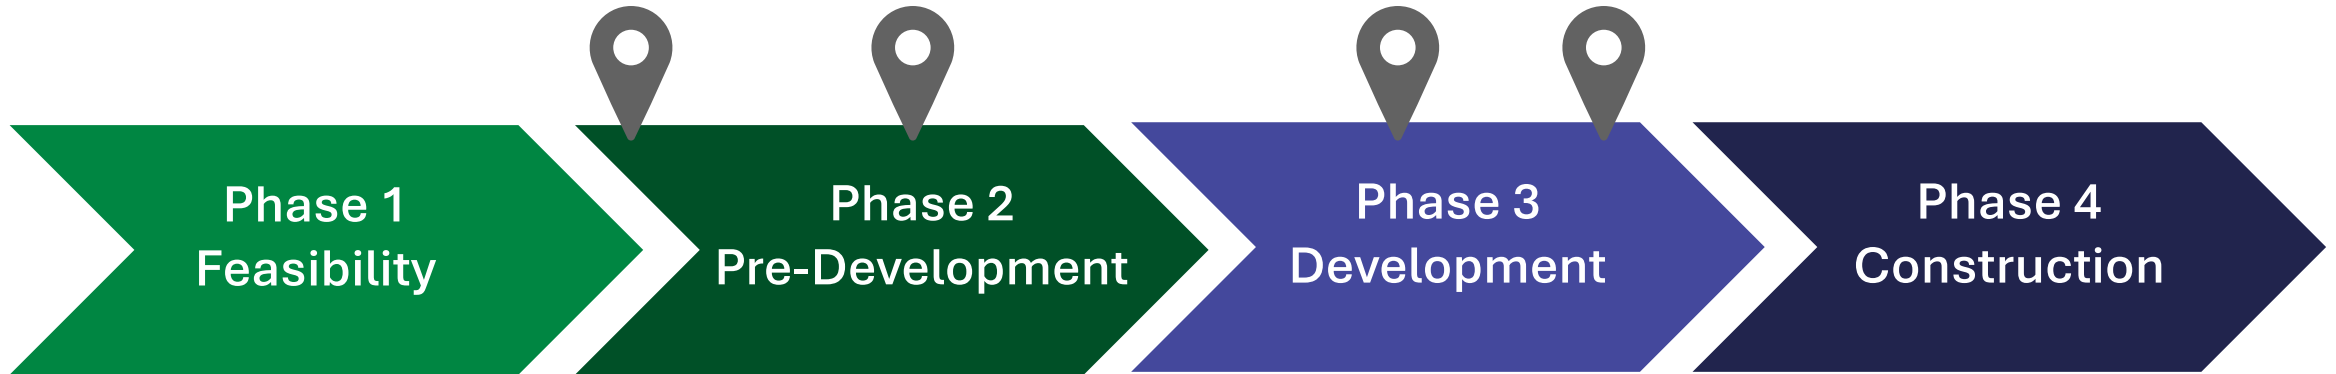 Phase 1
Feasibility
Phase 2
Pre-Development
Phase 3
Development
Phase 4
Construction